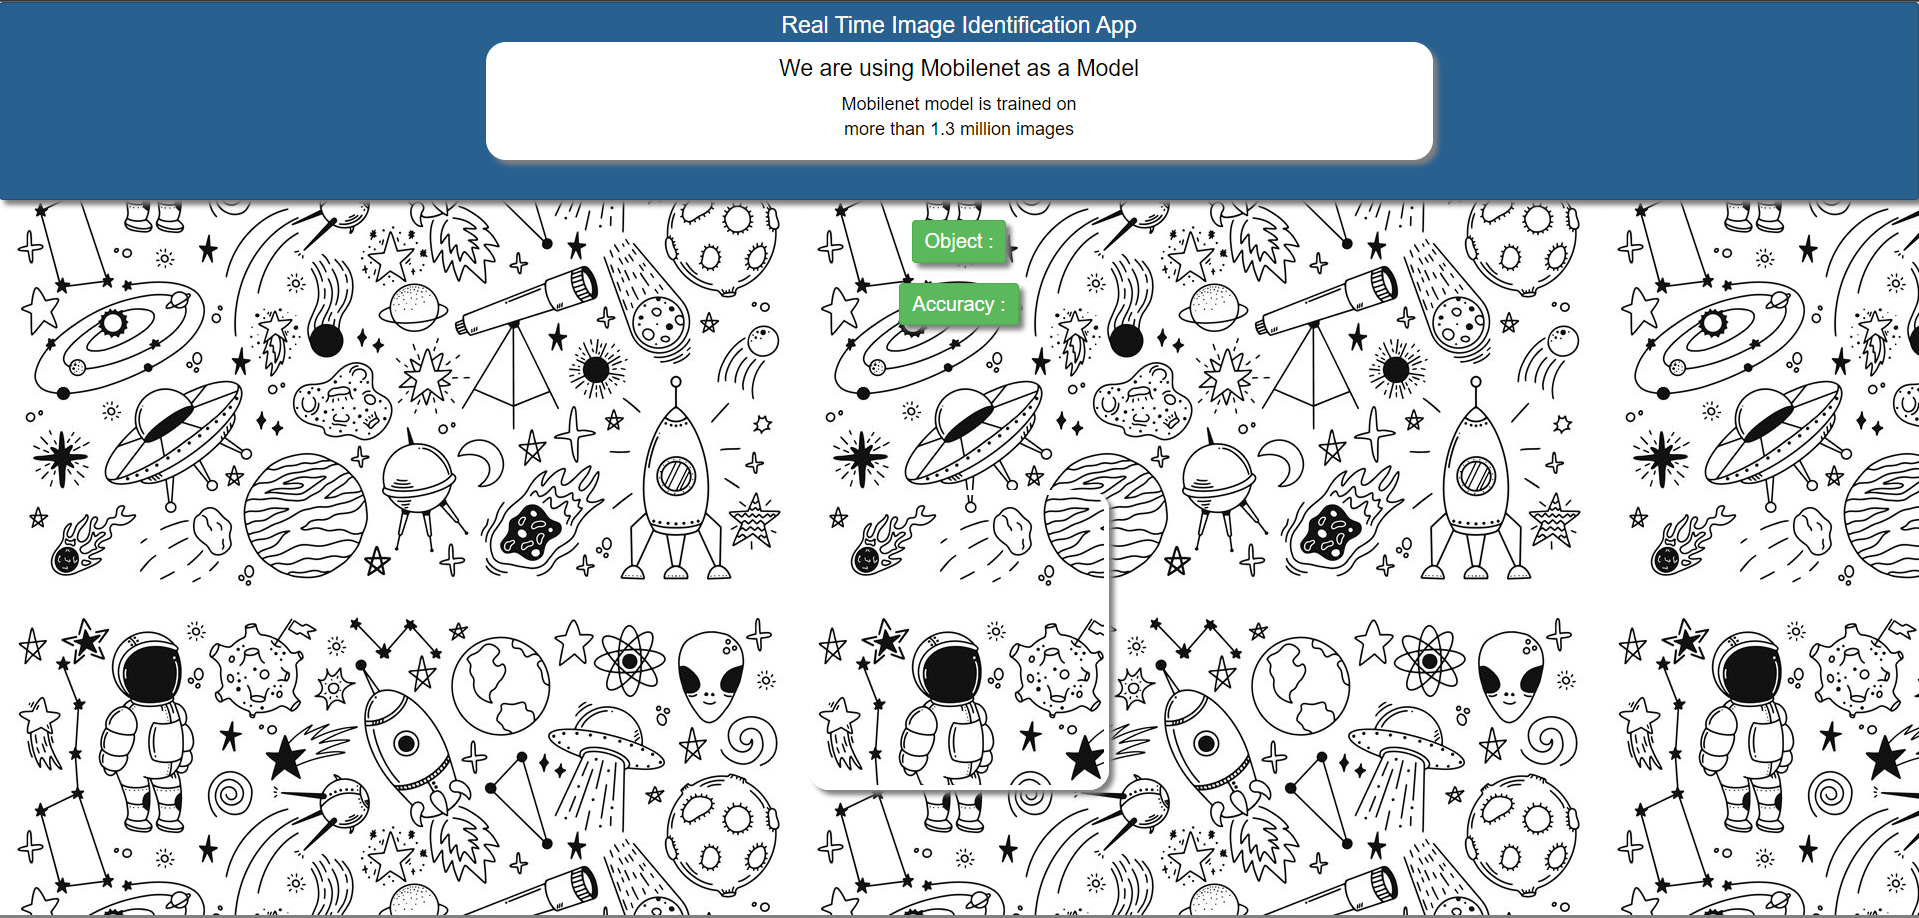 Real Time Image Identification App
We are using Mobilenet as a Model
Mobilenet model is trained on
more than 1.3 million images
Object :
Accuracy :